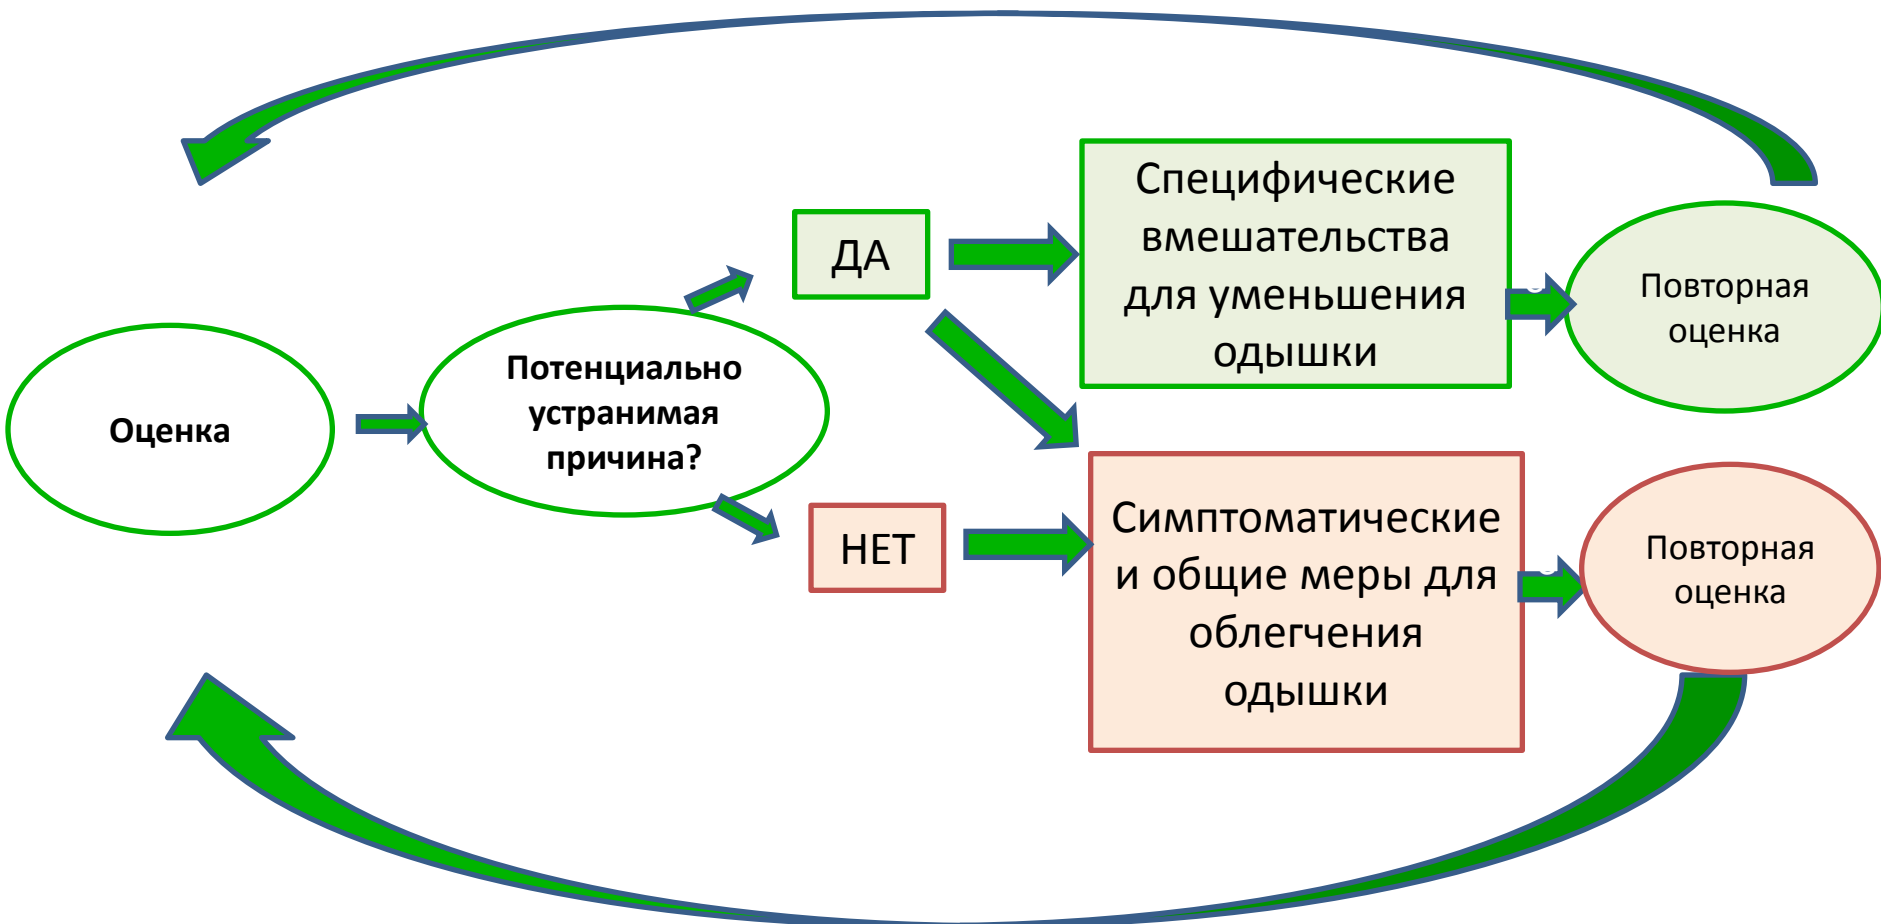 Оценка
Потенциально
устранимая
причина?
ДА
Специфические
вмешательства
для уменьшения
одышки
Повторная
оценка
НЕТ
Симптоматические
и общие меры для
облегчения
одышки
Повторная
оценка